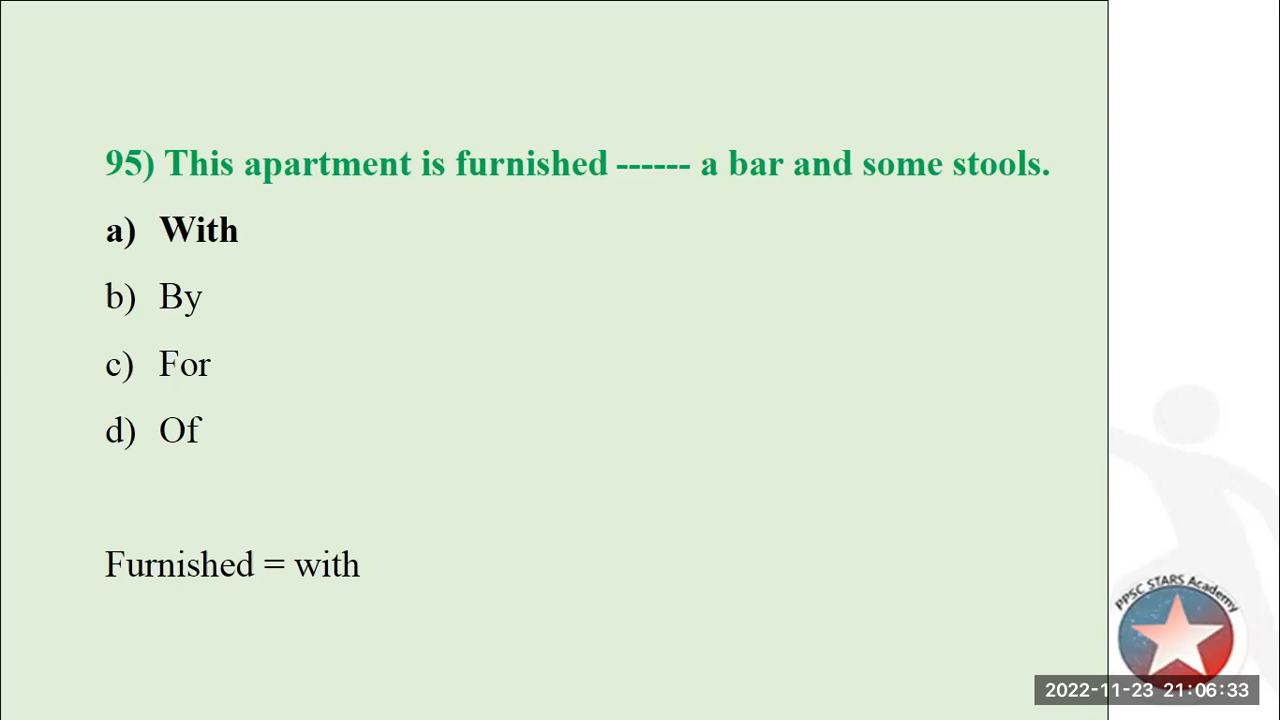 95) This apartment is furnished ------ a bar and some stools.
a) With
b) By
c) For
d) Of
Furnished = with
PPSC STARS Academy
2022-11-23 21:06:33